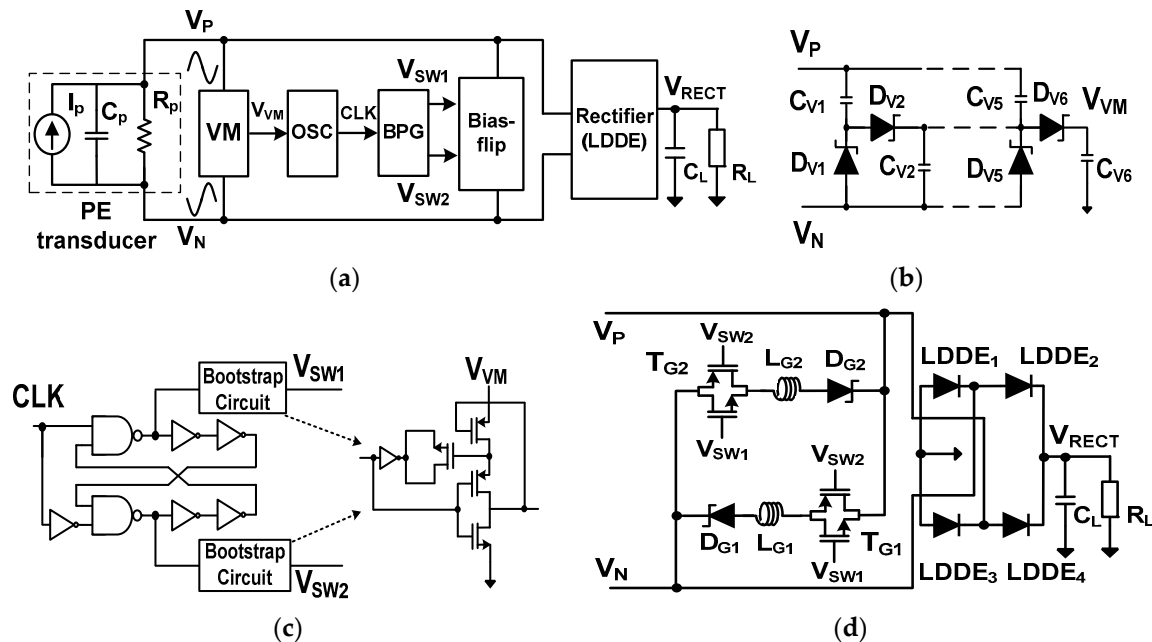 (a)
V_P
I_p
C_p
R_p
PE
transducer
V_N
VM
V_VM
OSC
CLK
BPG
V_SW1
V_SW2
Bias-
flip
Rectifier
(LDDE)
V_RECT
C_L
R_L
V_P
C_V1
D_V2
C_V5
D_V6
V_VM
D_V1
C_V2
D_V5
C_V6
V_N
(b)
CLK
Bootstrap
Circuit
V_SW1
Bootstrap
Circuit
V_SW2
V_VM
(c)
V_P
V_SW2
T_G2
L_G2
D_G2
V_SW1
V_SW2
D_G1
L_G1
T_G1
V_SW1
V_N
LDDE_1
LDDE_2
V_RECT
C_L
R_L
LDDE_3
LDDE_4
(d)